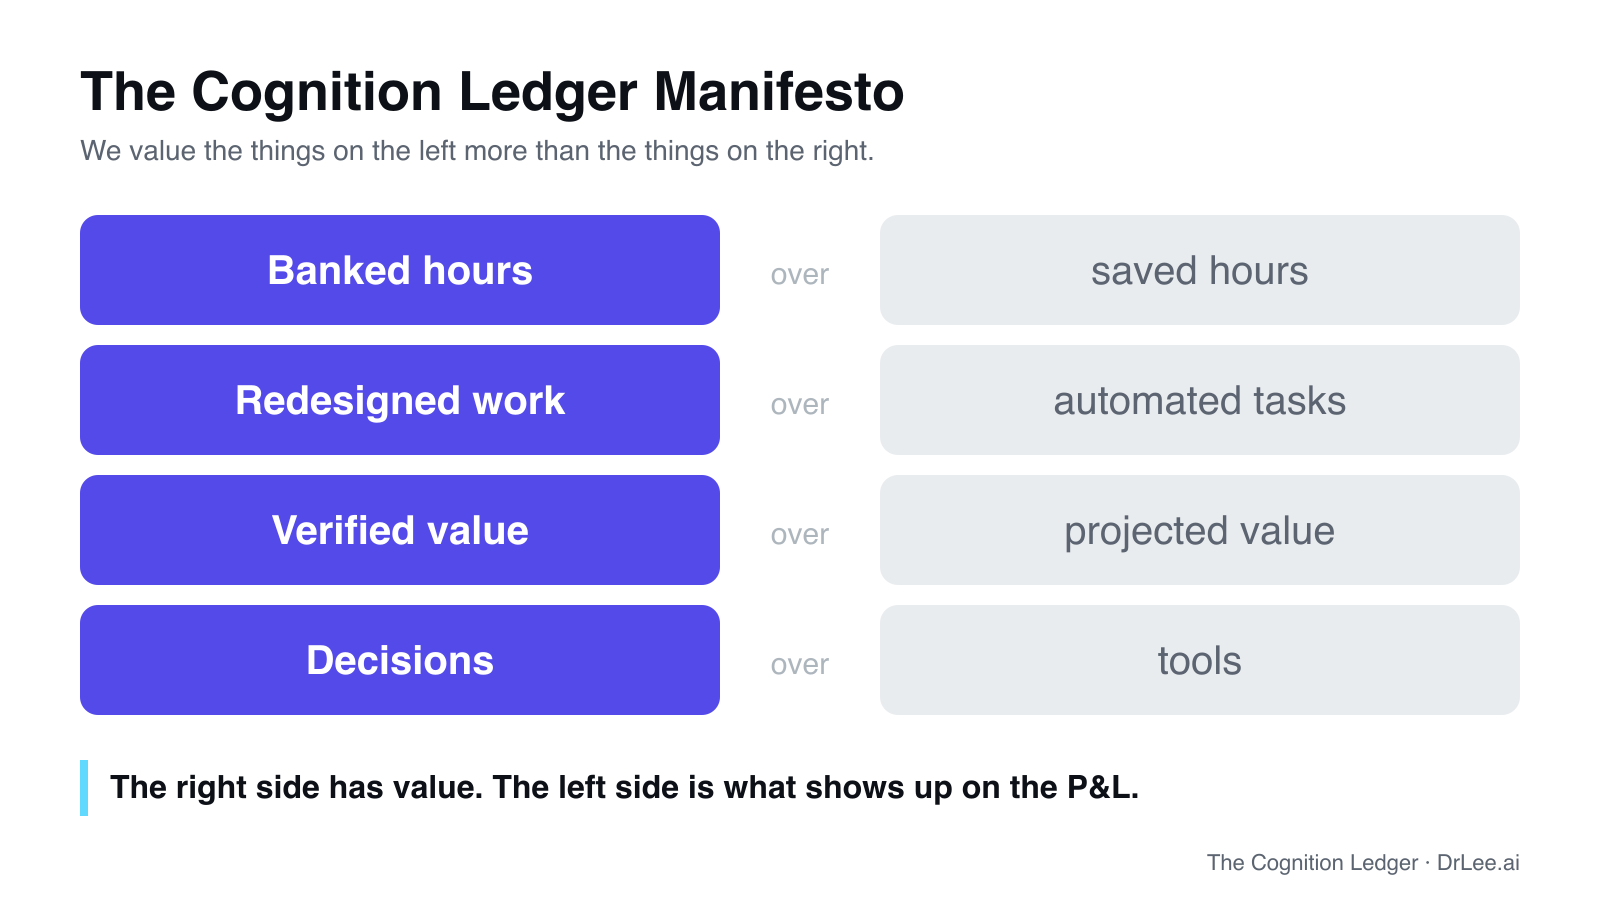 The Cognition Ledger Manifesto
We value the things on the left more than the things on the right.
Banked hours over saved hours
Redesigned work over automated tasks
Verified value over projected value
Decisions over tools
The right side has value. The left side is what shows up on the P&L.
The Cognition Ledger · DrLee.ai